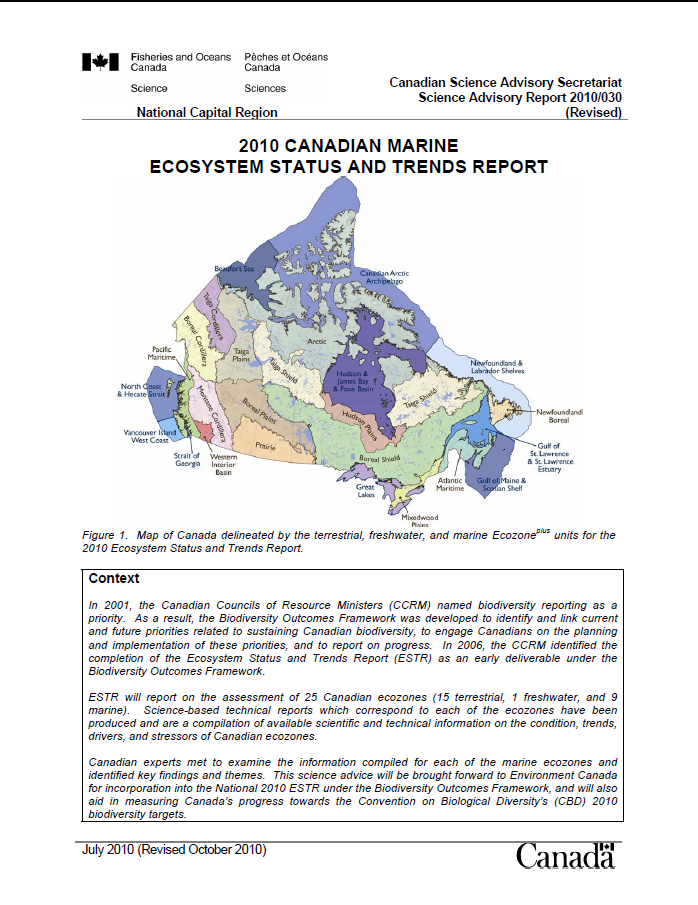 Fisheries and Oceans
Canada
Pêches et Océans
Canada
Science
Sciences
Canadian Science Advisory Secretariat
Science Advisory Report 2010/030
National Capital Region
(Revised)
2010 CANADIAN MARINE
ECOSYSTEM STATUS AND TRENDS REPORT
Beaufort Sea
Canadian Arctic
Archipelago
Taiga Cordillera
Boreal Cordillera
Taiga
Plains
Arctic
Taiga Shield
Pacific
Maritime
North Coast
& Hecate Strait
Montane Cordillera
Boreal Plains
Hudson &
James Bay
& Foxe Basin
Taiga Shield
Newfoundland &
Labrador Shelves
Newfoundland
Boreal
Hudson Plains
Vancouver Island
West Coast
Prairie
Boreal Shield
Gulf of
St. Lawrence
& St. Lawrence
Estuary
Strait of
Georgia
Western
Interior
Basin
Great
Lakes
Atlantic
Maritime
Gulf of Maine &
Scotian Shelf
Mixedwood
Plains
Figure 1. Map of Canada delineated by the terrestrial, freshwater, and marine Ecozoneplus units for the
2010 Ecosystem Status and Trends Report.
Context
In 2001, the Canadian Councils of Resource Ministers (CCRM) named biodiversity reporting as a
priority. As a result, the Biodiversity Outcomes Framework was developed to identify and link current
and future priorities related to sustaining Canadian biodiversity, to engage Canadians on the planning
and implementation of these priorities, and to report on progress. In 2006, the CCRM identified the
completion of the Ecosystem Status and Trends Report (ESTR) as an early deliverable under the
Biodiversity Outcomes Framework.
ESTR will report on the assessment of 25 Canadian ecozones (15 terrestrial, 1 freshwater, and 9
marine). Science-based technical reports which correspond to each of the ecozones have been
produced and are a compilation of available scientific and technical information on the condition, trends,
drivers, and stressors of Canadian ecozones.
Canadian experts met to examine the information compiled for each of the marine ecozones and
identified key findings and themes. This science advice will be brought forward to Environment Canada
for incorporation into the National 2010 ESTR under the Biodiversity Outcomes Framework, and will also
aid in measuring Canada's progress towards the Convention on Biological Diversity's (CBD) 2010
biodiversity targets.
July 2010 (Revised October 2010)
Canada